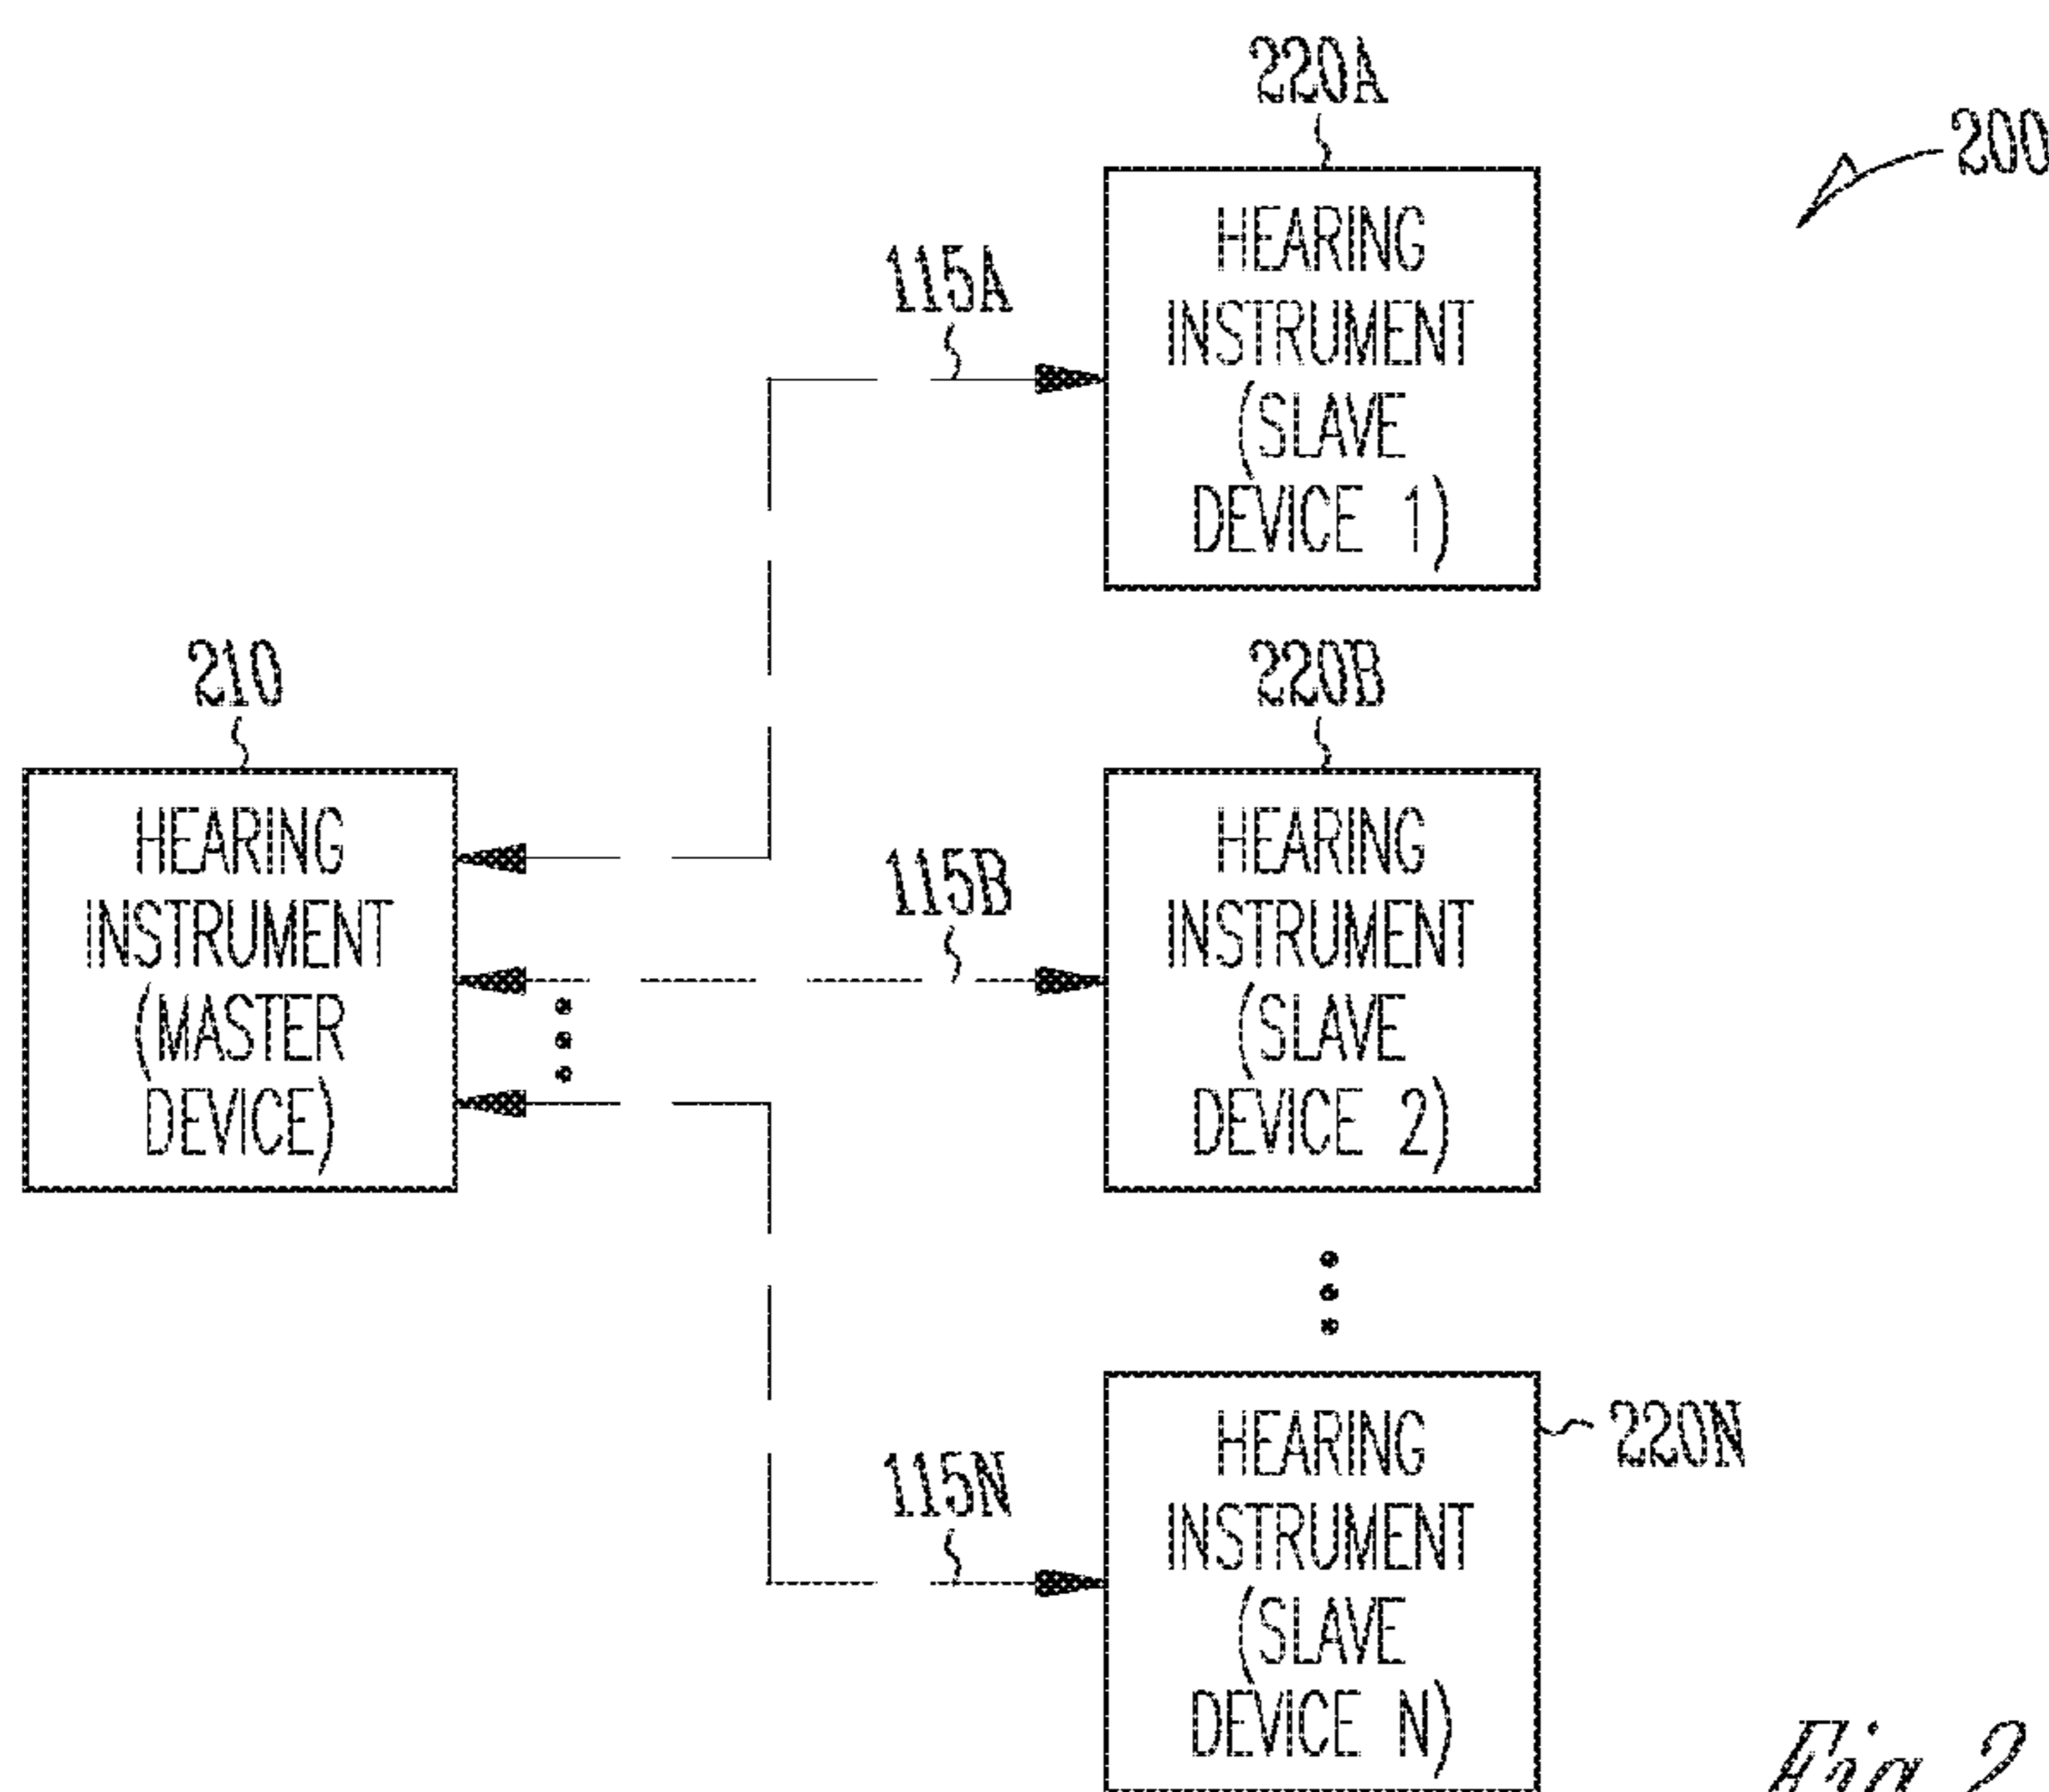 220A
200
HEARING
INSTRUMENT
(SLAVE
DEVICE 1)
115A
210
HEARING
INSTRUMENT
(MASTER
DEVICE)
220B
115B
HEARING
INSTRUMENT
(SLAVE
DEVICE 2)
115N
220N
HEARING
INSTRUMENT
(SLAVE
DEVICE N)
Fig.2